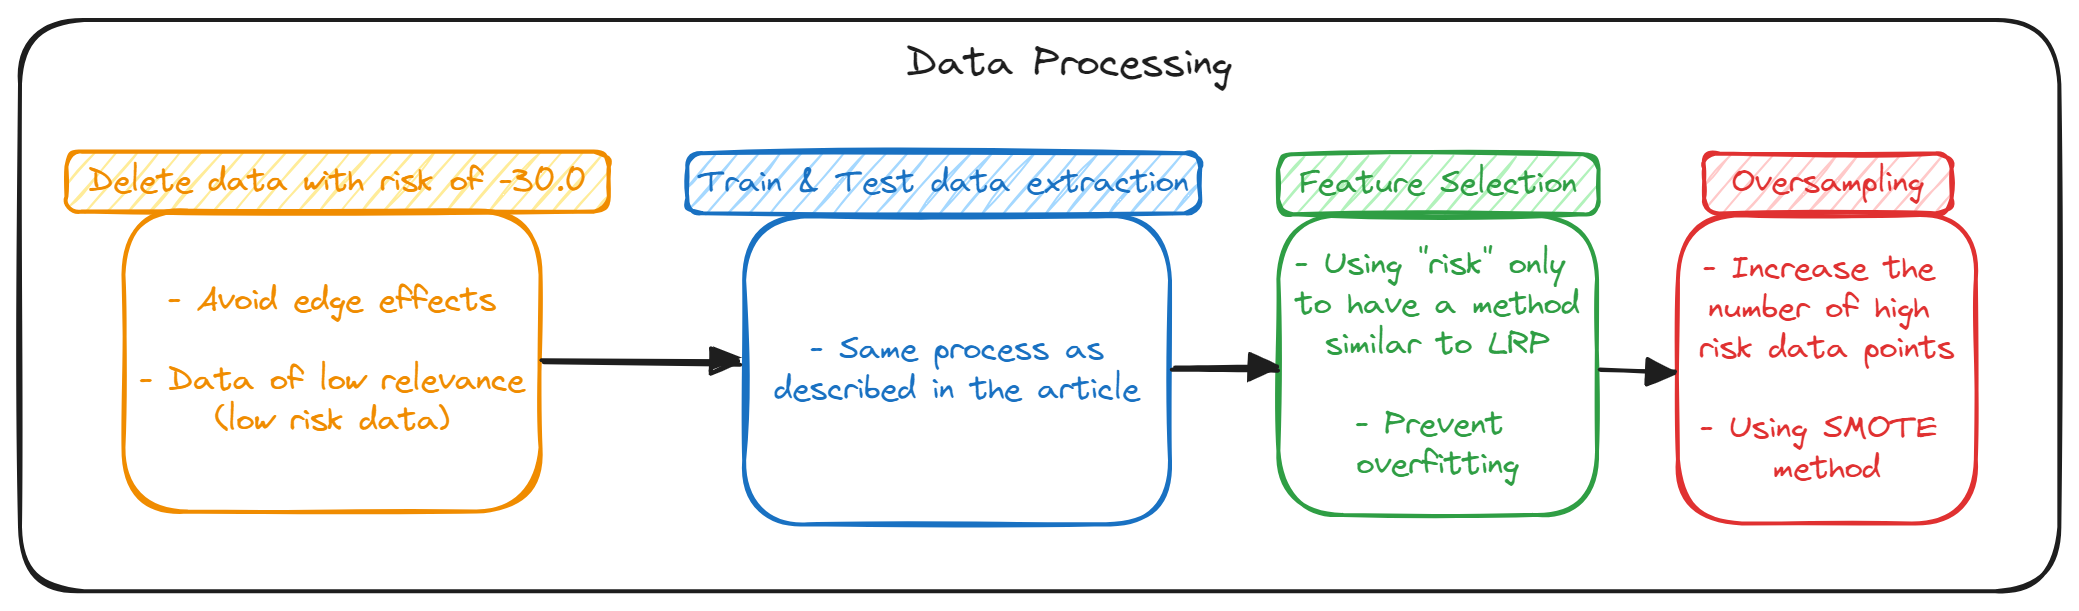 Data Processing
Delete data with risk of -30.0
- Avoid edge effects
- Data of low relevance
(low risk data)
Train & Test data extraction
- Same process as
described in the article
Feature Selection
- Using "risk" only
to have a method
similar to LRP
- Prevent
overfitting
Oversampling
- Increase the
number of high
risk data points
- Using SMOTE
method